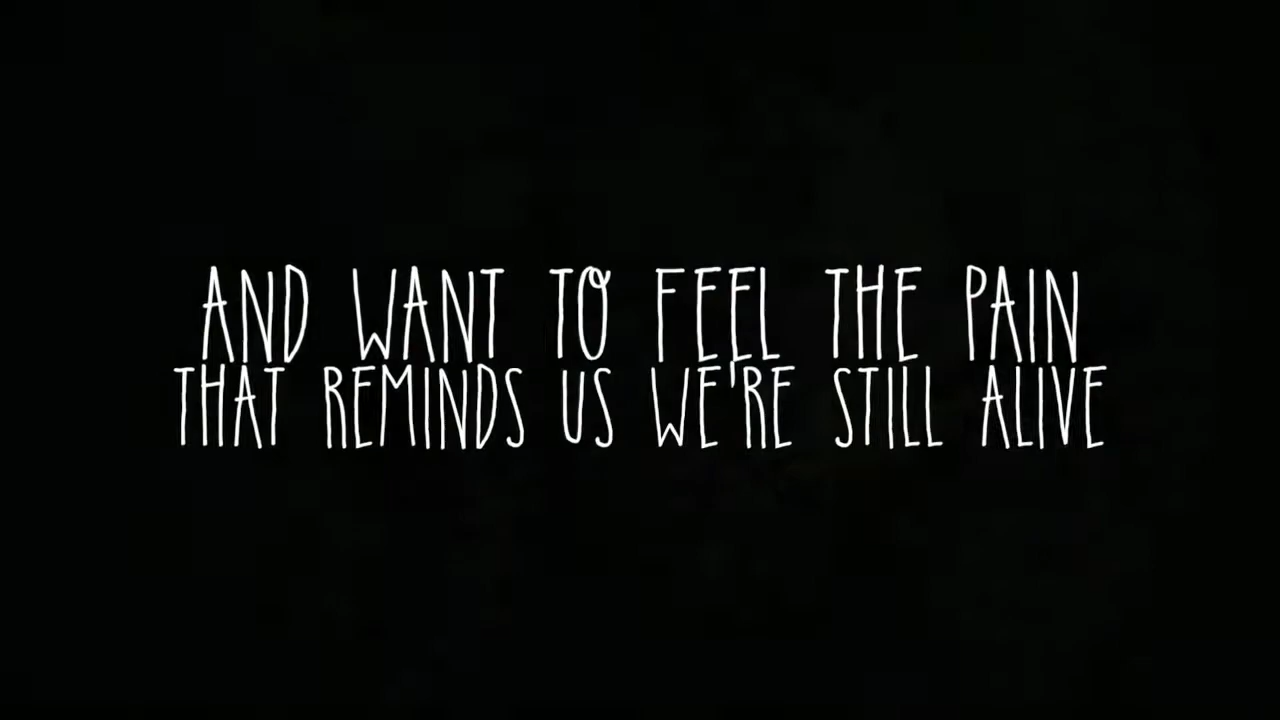 AND WANT TO FEEL THE PAIN
THAT REMINDS US WE'RE STILL ALIVE